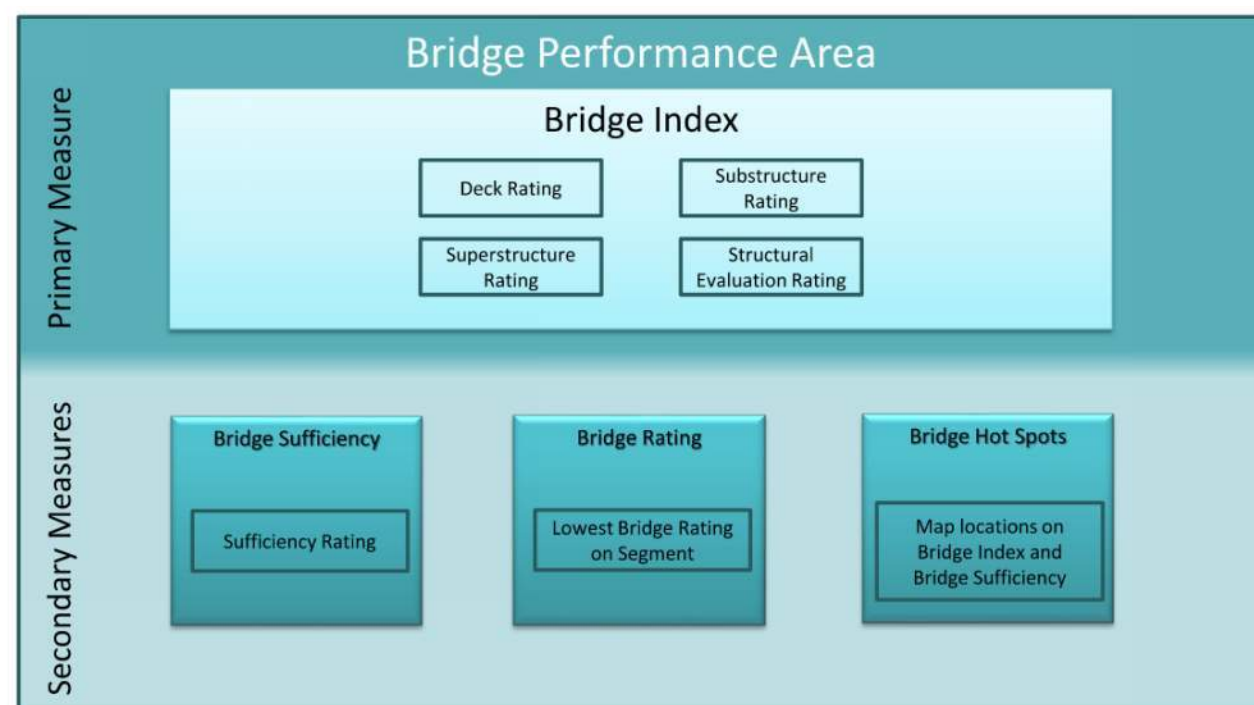 Bridge Performance Area
Primary Measure
Bridge Index
Deck Rating
Substructure
Rating
Superstructure
Rating
Structural
Evaluation Rating
Secondary Measures
Bridge Sufficiency
Sufficiency Rating
Bridge Rating
Lowest Bridge Rating
on Segment
Bridge Hot Spots
Map locations on
Bridge Index and
Bridge Sufficiency